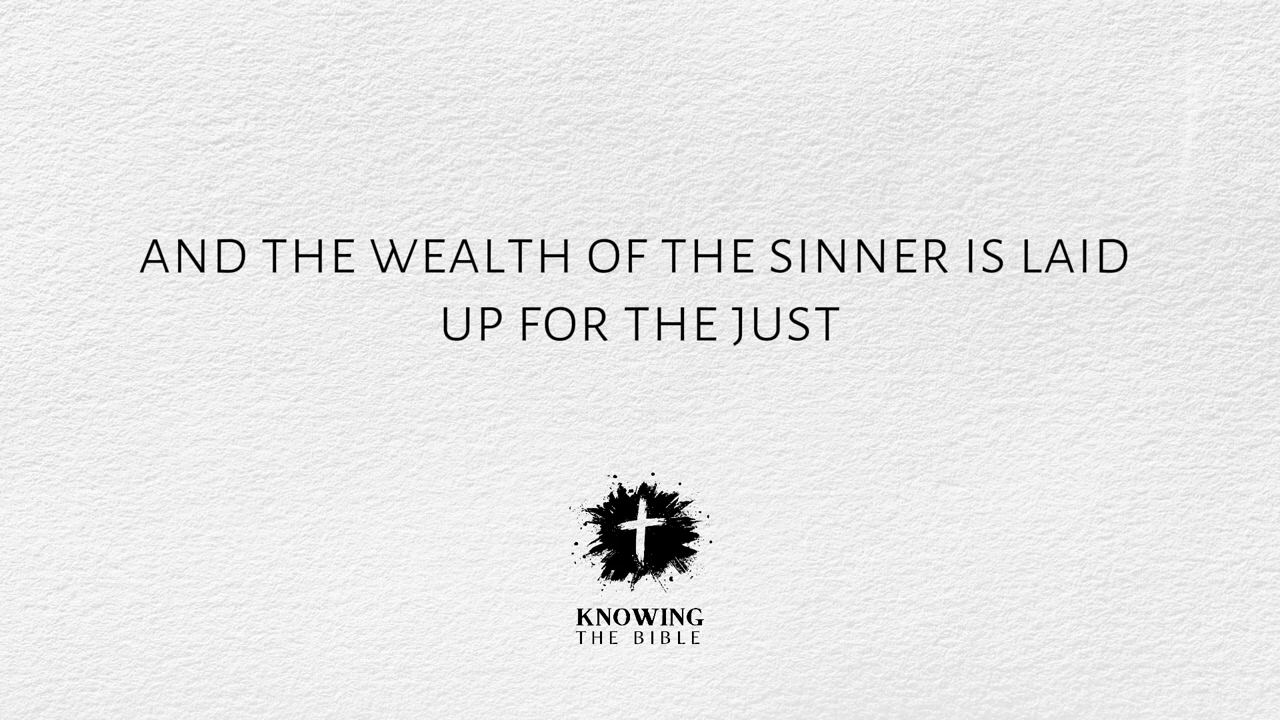 AND THE WEALTH OF THE SINNER IS LAID
UP FOR THE JUST
KNOWING
THE BIBLE